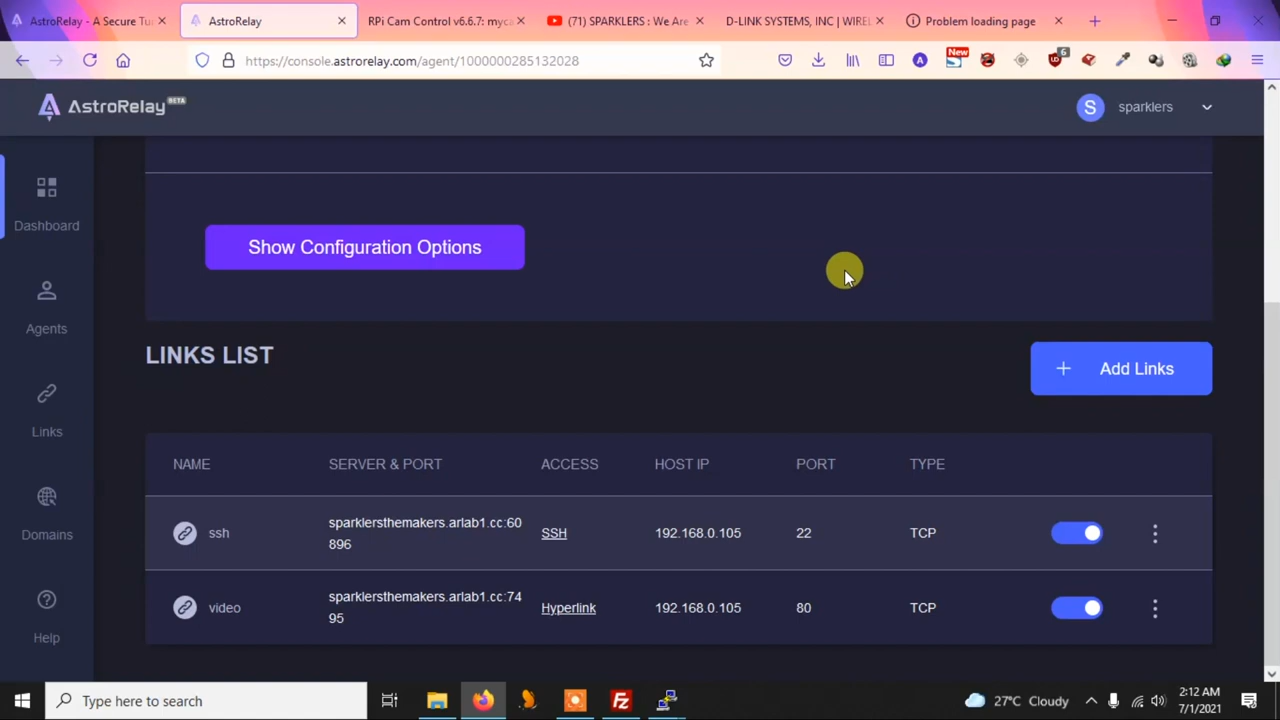 AstroRelay - A Secure Tu
AstroRelay
RPi Cam Control v6.6.7: myca
(71) SPARKLERS : We Are
D-LINK SYSTEMS, INC | WIREL
Problem loading page
https://console.astrorelay.com/agent/1000000285132028
New
6
AstroRelay BETA
S
sparklers
Dashboard
Agents
Links
Domains
Help
Show Configuration Options
LINKS LIST
+ Add Links
NAME SERVER & PORT ACCESS HOST IP PORT TYPE
ssh sparklersthemakers.arlab1.cc:60 SSH 192.168.0.105 22 TCP
896
video sparklersthemakers.arlab1.cc:74 Hyperlink 192.168.0.105 80 TCP
95
Type here to search
27°C Cloudy
2:12 AM
7/1/2021